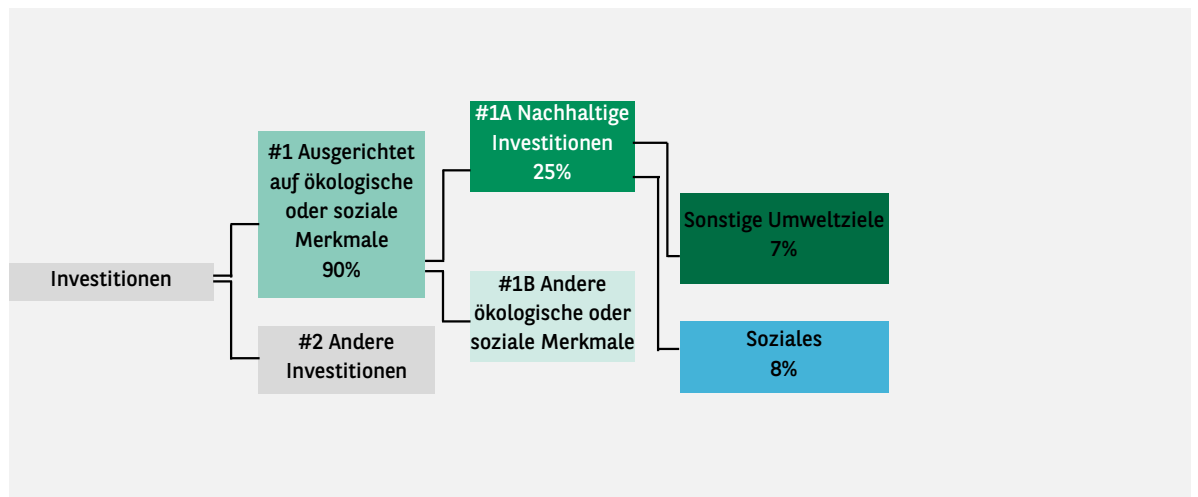 Investitionen
#1 Ausgerichtet
auf ökologische
oder soziale
Merkmale
90%
#2 Andere
Investitionen
#1A Nachhaltige
Investitionen
25%
#1B Andere
ökologische oder
soziale Merkmale
Sonstige Umweltziele
7%
Soziales
8%